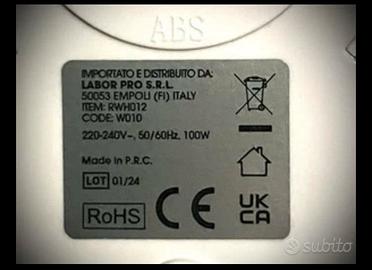 ABS
IMPORTATO E DISTRIBUITO DA:
LABOR PRO S.R.L.
50053 EMPOLI (FI) ITALY
ITEM: RWH012
CODE: W010
220-240V~, 50/60Hz, 100W
Made in P.R.C.
LOT 01/24
RoHS CE UK
CA
subito